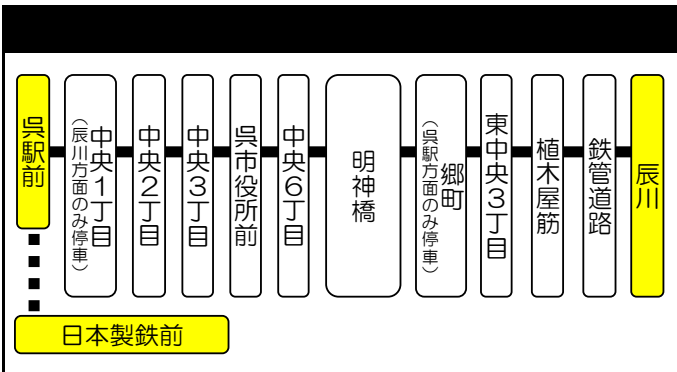 呉駅前
中央1丁目
（辰川方面のみ停車）
中央2丁目
中央3丁目
呉市役所前
中央6丁目
明神橋
郷町
（呉駅方面のみ停車）
東中央3丁目
植木屋筋
鉄管道路
辰川
日本製鉄前